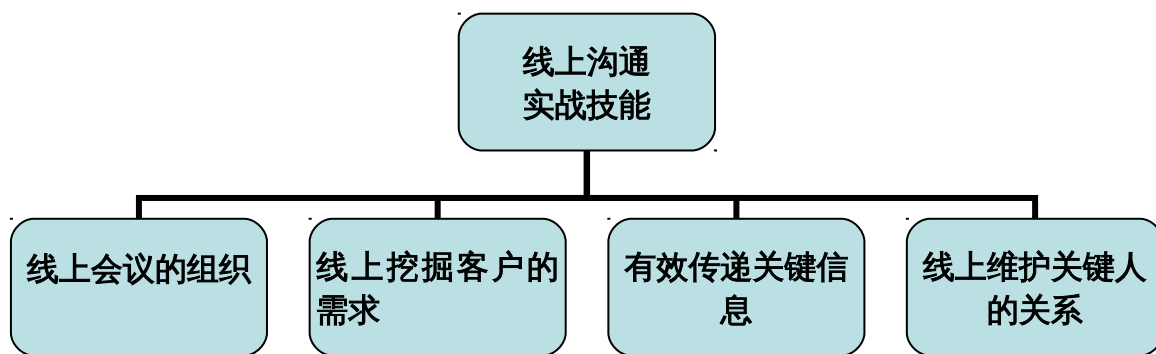 线上沟通
实战技能
线上会议的组织
线上挖掘客户的
需求
有效传递关键信
息
线上维护关键人
的关系